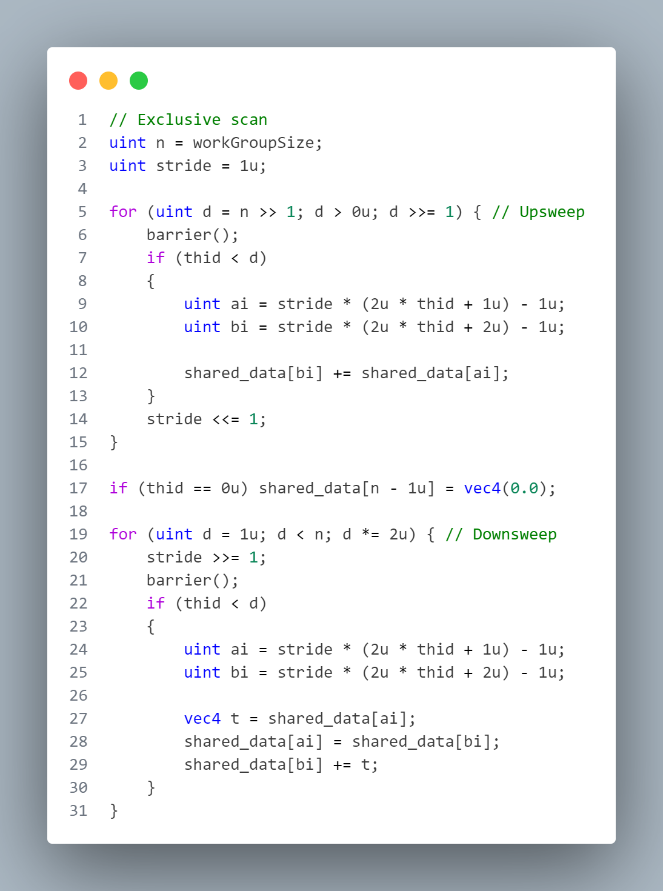 1 // Exclusive scan
2 uint n = workGroupSize;
3 uint stride = 1u;
4
5 for (uint d = n >> 1; d > 0u; d >>= 1) { // Upsweep
6     barrier();
7     if (thid < d)
8     {
9         uint ai = stride * (2u * thid + 1u) - 1u;
10         uint bi = stride * (2u * thid + 2u) - 1u;
11
12         shared_data[bi] += shared_data[ai];
13     }
14     stride <<= 1;
15 }
16
17 if (thid == 0u) shared_data[n - 1u] = vec4(0.0);
18
19 for (uint d = 1u; d < n; d *= 2u) { // Downsweep
20     stride >>= 1;
21     barrier();
22     if (thid < d)
23     {
24         uint ai = stride * (2u * thid + 1u) - 1u;
25         uint bi = stride * (2u * thid + 2u) - 1u;
26
27         vec4 t = shared_data[ai];
28         shared_data[ai] = shared_data[bi];
29         shared_data[bi] += t;
30     }
31 }